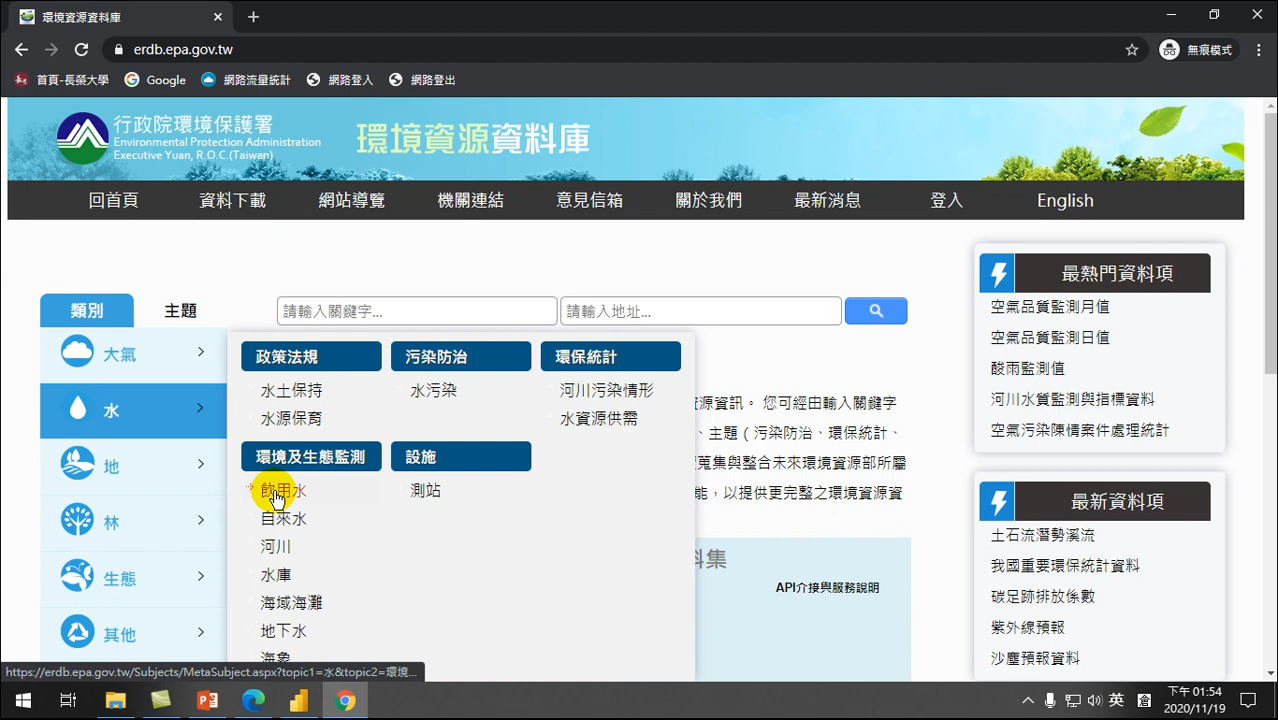 環境資源資料庫
erdb.epa.gov.tw
無痕模式
首頁-長榮大學
Google
網路流量統計
網路登入
網路登出
行政院環境保護署
Environmental Protection Administration
Executive Yuan, R.O.C.(Taiwan)
環境資源資料庫
回首頁
資料下載
網站導覽
機關連結
意見信箱
關於我們
最新消息
登入
English
類別
主題
請輸入關鍵字...
請輸入地址...
大氣
水
地
林
生態
其他
政策法規
水土保持
水源保育
污染防治
水污染
環保統計
河川污染情形
水資源供需
環境及生態監測
飲用水
自來水
河川
水庫
海域海灘
地下水
海象
設施
測站
源資訊。 您可經由輸入關鍵字
、主題（污染防治、環保統計、
蒐集與整合未來環境資源部所屬
能，以提供更完整之環境資源資
料集
API介接與服務說明
最熱門資料項
空氣品質監測月值
空氣品質監測日值
酸雨監測值
河川水質監測與指標資料
空氣污染陳情案件處理統計
最新資料項
土石流潛勢溪流
我國重要環保統計資料
碳足跡排放係數
紫外線預報
沙塵預報資料
https://erdb.epa.gov.tw/Subjects/MetaSubject.aspx?topic1=水&topic2=環境...
英
下午 01:54
2020/11/19